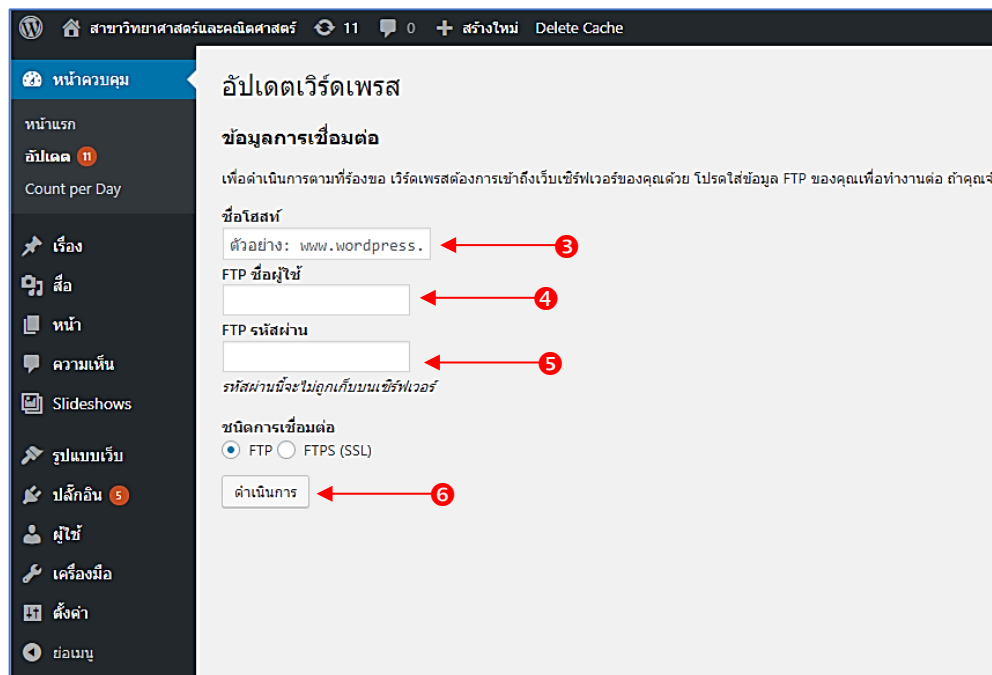 สาขาวิทยาศาสตร์และคณิตศาสตร์ 11 0 สร้างใหม่ Delete Cache
หน้าควบคุม
หน้าแรก
อัปเดต 11
Count per Day
เรื่อง
สื่อ
หน้า
ความเห็น
Slideshows
รูปแบบเว็บ
ปลั๊กอิน 5
ผู้ใช้
เครื่องมือ
ตั้งค่า
ย่อเมนู
อัปเดตเวิร์ดเพรส
ข้อมูลการเชื่อมต่อ
เพื่อดำเนินการตามที่ร้องขอ เวิร์ดเพรสต้องการเข้าถึงเว็บเซิร์ฟเวอร์ของคุณด้วย โปรดใส่ข้อมูล FTP ของคุณเพื่อทำงานต่อ ถ้าคุณจ
ชื่อโฮสท์
ตัวอย่าง: www.wordpress. 3
FTP ชื่อผู้ใช้
4
FTP รหัสผ่าน
5
รหัสผ่านนี้จะไม่ถูกเก็บบนเซิร์ฟเวอร์
ชนิดการเชื่อมต่อ
FTP FTPS (SSL)
ดำเนินการ 6